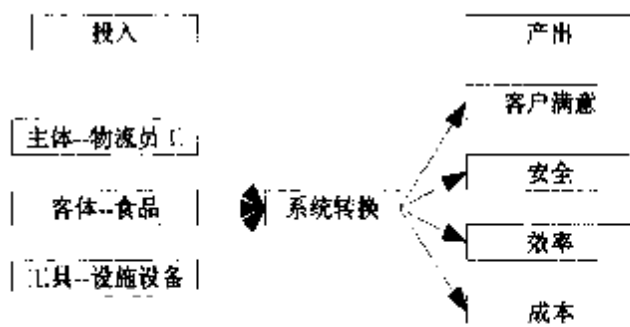 投入
产出
客户满意
主体--物流员工
安全
客体--食品
系统转换
效率
工具--设施设备
成本